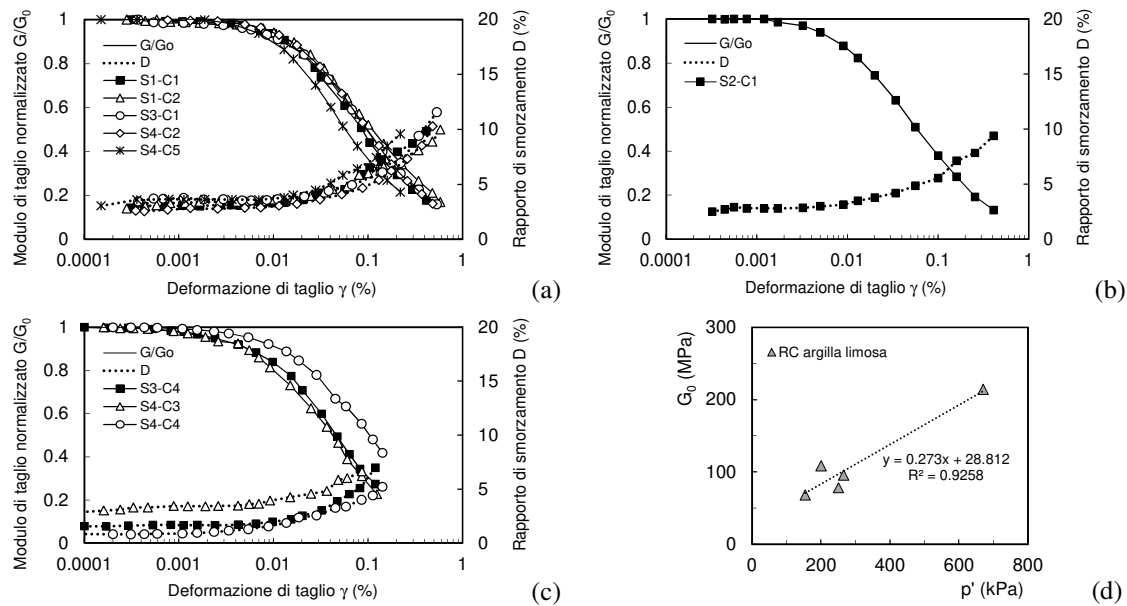 Modulo di taglio normalizzato G/G0
1
0.8
0.6
0.4
0.2
0
G/Go
D
S1-C1
S1-C2
S3-C1
S4-C2
S4-C5
20
15
10
5
0
Rapporto di smorzamento D (%)
0.0001 0.001 0.01 0.1 1
Deformazione di taglio γ (%)
(a)
Modulo di taglio normalizzato G/G0
1
0.8
0.6
0.4
0.2
0
G/Go
D
S2-C1
20
15
10
5
0
Rapporto di smorzamento D (%)
0.0001 0.001 0.01 0.1 1
Deformazione di taglio γ (%)
(b)
Modulo di taglio normalizzato G/G0
1
0.8
0.6
0.4
0.2
0
G/Go
D
S3-C4
S4-C3
S4-C4
20
15
10
5
0
Rapporto di smorzamento D (%)
0.0001 0.001 0.01 0.1 1
Deformazione di taglio γ (%)
(c)
G0 (MPa)
300
200
100
0
RC argilla limosa
y = 0.273x + 28.812
R² = 0.9258
0 200 400 600 800
p' (kPa)
(d)